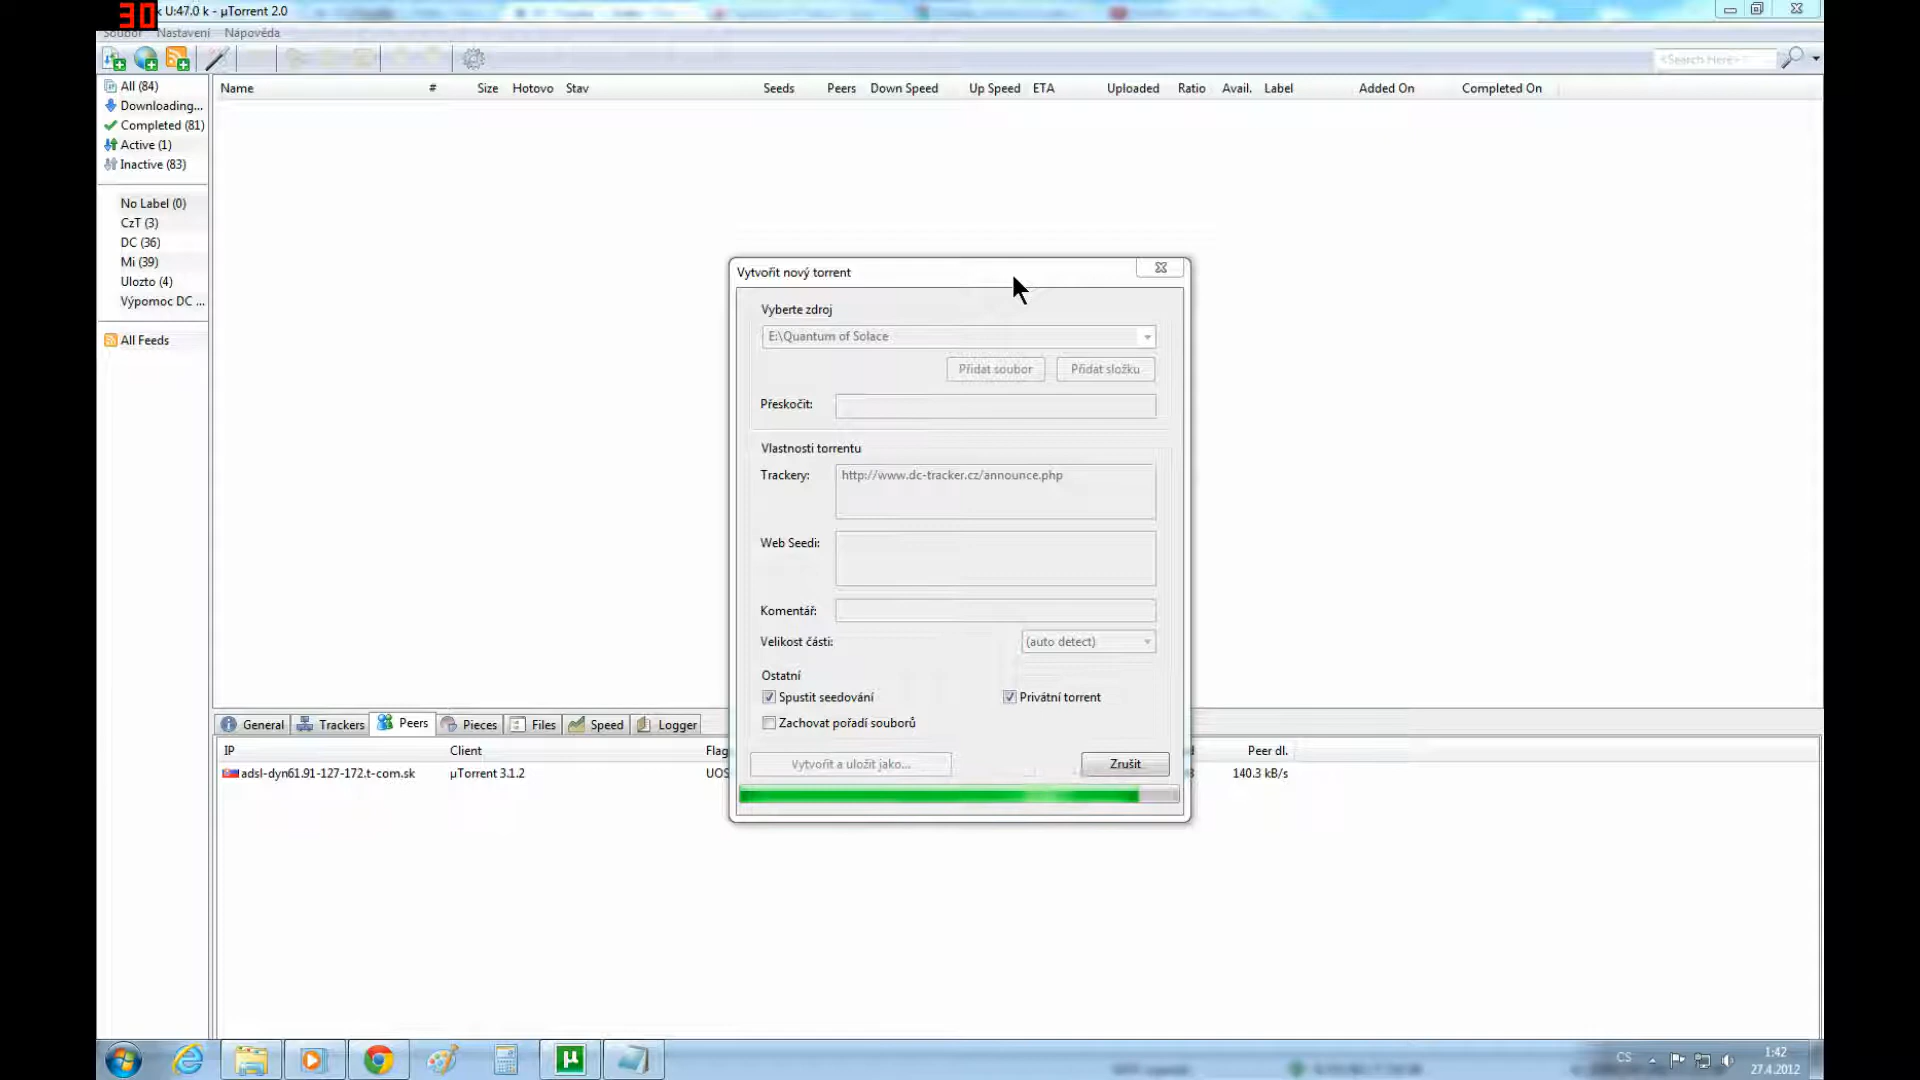 30
k U:47.0 k - µTorrent 2.0
Soubor Nastavení Nápověda
<Search Here>
All (84)
Downloading...
Completed (81)
Active (1)
Inactive (83)
No Label (0)
CzT (3)
DC (36)
Mi (39)
Ulozto (4)
Výpomoc DC ...
All Feeds
Name # Size Hotovo Stav Seeds Peers Down Speed Up Speed ETA Uploaded Ratio Avail. Label Added On Completed On
Vytvořit nový torrent
Vyberte zdroj
E:\Quantum of Solace
Přidat soubor Přidat složku
Přeskočit:
Vlastnosti torrentu
Trackery: http://www.dc-tracker.cz/announce.php
Web Seedi:
Komentář:
Velikost části: (auto detect)
Ostatní
Spustit seedování Privátní torrent
Zachovat pořadí souborů
Vytvořit a uložit jako... Zrušit
General Trackers Peers Pieces Files Speed Logger
IP Client Flag Peer dl.
adsl-dyn61.91-127-172.t-com.sk µTorrent 3.1.2 UOS 140.3 kB/s
CS
1:42
27.4.2012